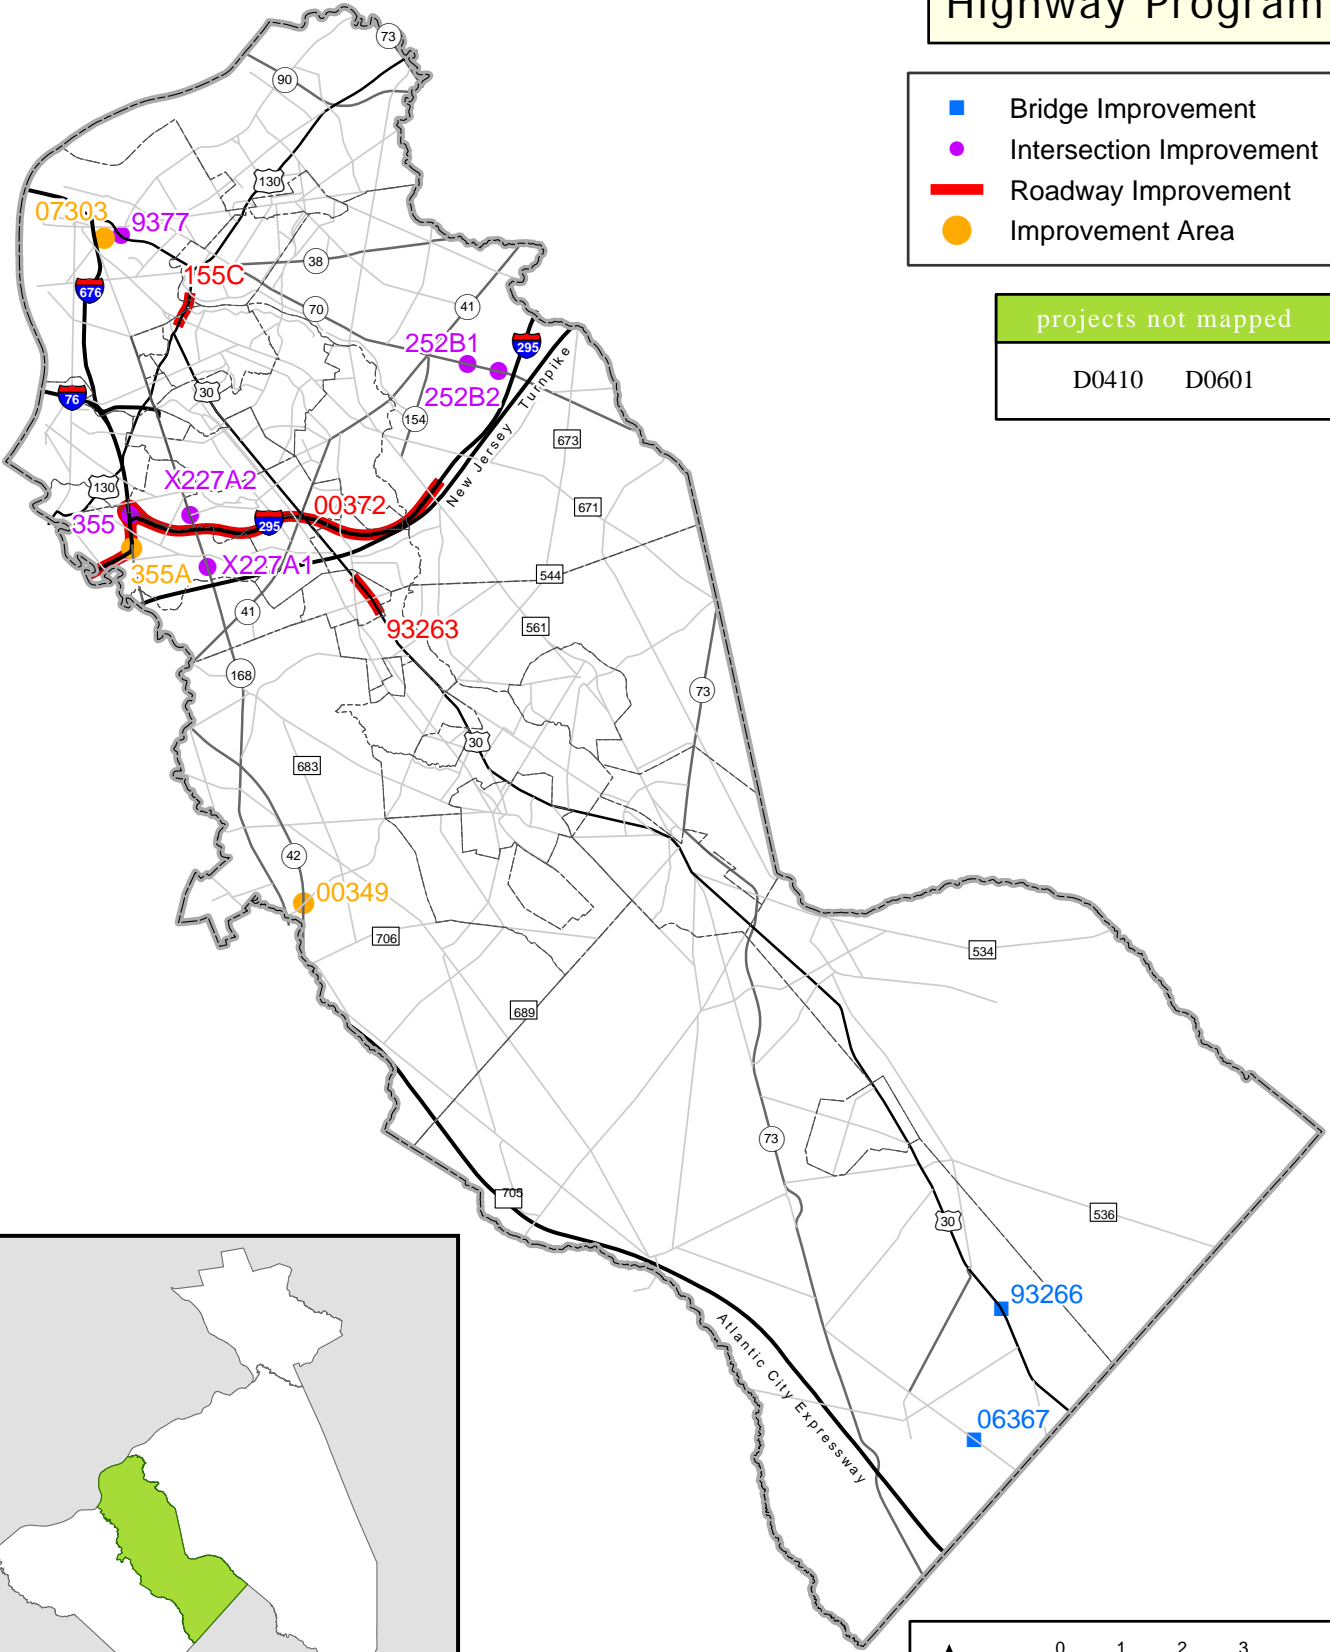 Highway Program
Bridge Improvement
Intersection Improvement
Roadway Improvement
Improvement Area
projects not mapped
D0410 D0601
73
90
130
07303
9377
38
155C
676
70
41
252B1
295
30
76
252B2
154
New Jersey Turnpike
673
130
X227A2
00372
671
355
295
355A
X227A1
544
41
93263
561
168
73
30
683
42
00349
706
534
689
73
705
536
30
93266
Atlantic City Expressway
06367
0 1 2 3